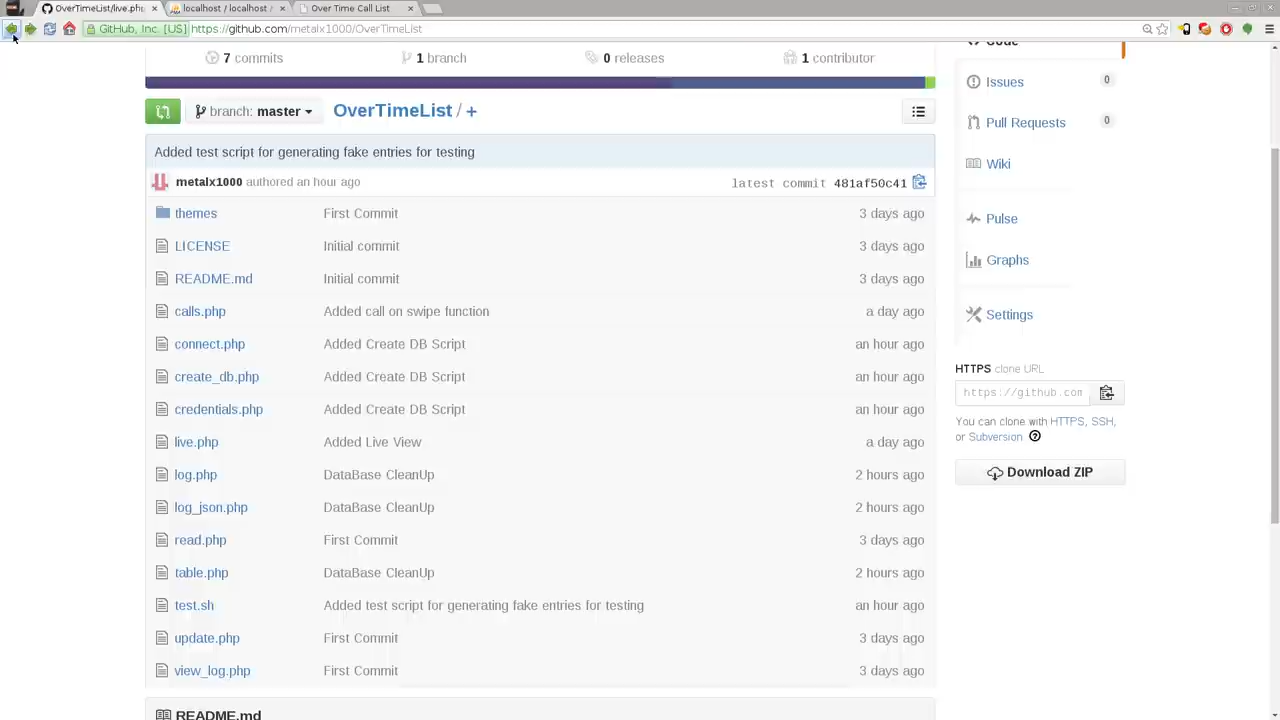 OverTimeList/live.ph
localhost / localhost /
Over Time Call List
GitHub, Inc. [US] https://github.com/metalx1000/OverTimeList
7 commits
1 branch
0 releases
1 contributor
Code
Issues 0
Pull Requests 0
Wiki
Pulse
Graphs
Settings
HTTPS clone URL
https://github.com
You can clone with HTTPS, SSH,
or Subversion
Download ZIP
branch: master
OverTimeList / +
Added test script for generating fake entries for testing
metalx1000 authored an hour ago
latest commit 481af50c41
themes First Commit 3 days ago
LICENSE Initial commit 3 days ago
README.md Initial commit 3 days ago
calls.php Added call on swipe function a day ago
connect.php Added Create DB Script an hour ago
create_db.php Added Create DB Script an hour ago
credentials.php Added Create DB Script an hour ago
live.php Added Live View a day ago
log.php DataBase CleanUp 2 hours ago
log_json.php DataBase CleanUp 2 hours ago
read.php First Commit 3 days ago
table.php DataBase CleanUp 2 hours ago
test.sh Added test script for generating fake entries for testing an hour ago
update.php First Commit 3 days ago
view_log.php First Commit 3 days ago
README.md